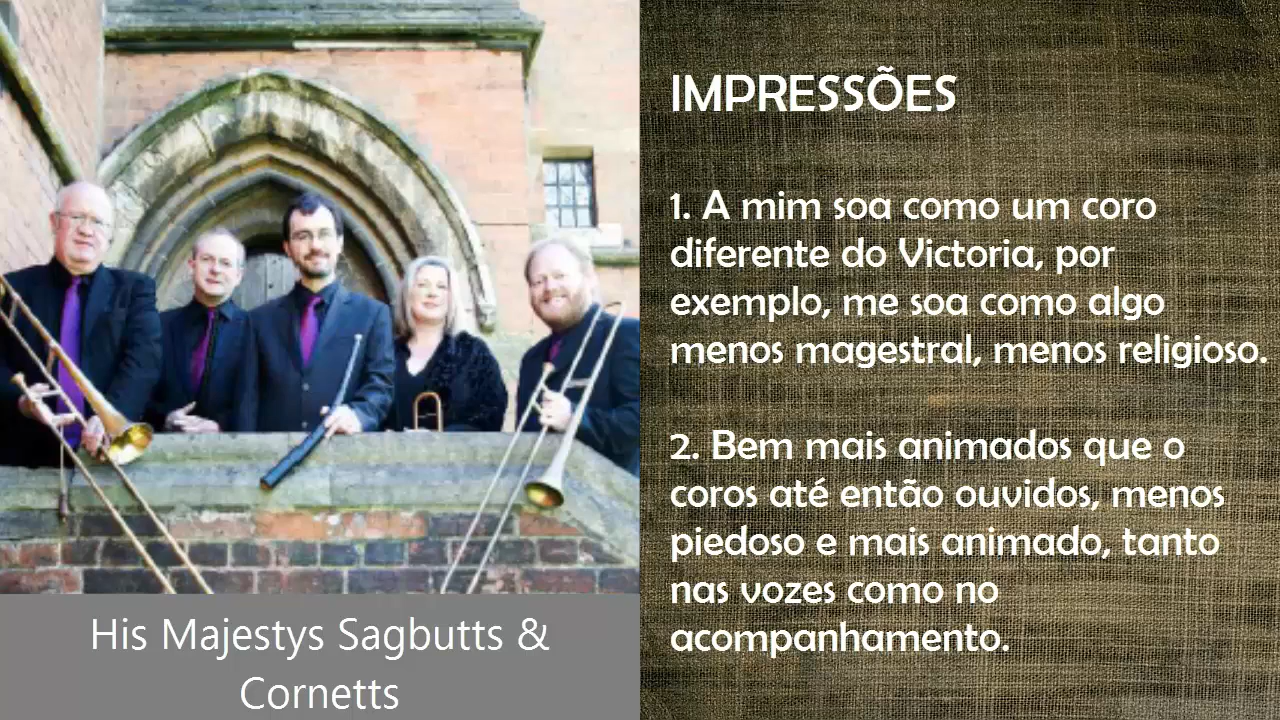 His Majestys Sagbutts &
Cornetts
IMPRESSÕES
1. A mim soa como um coro
diferente do Victoria, por
exemplo, me soa como algo
menos magestral, menos religioso.
2. Bem mais animados que o
coros até então ouvidos, menos
piedoso e mais animado, tanto
nas vozes como no
acompanhamento.